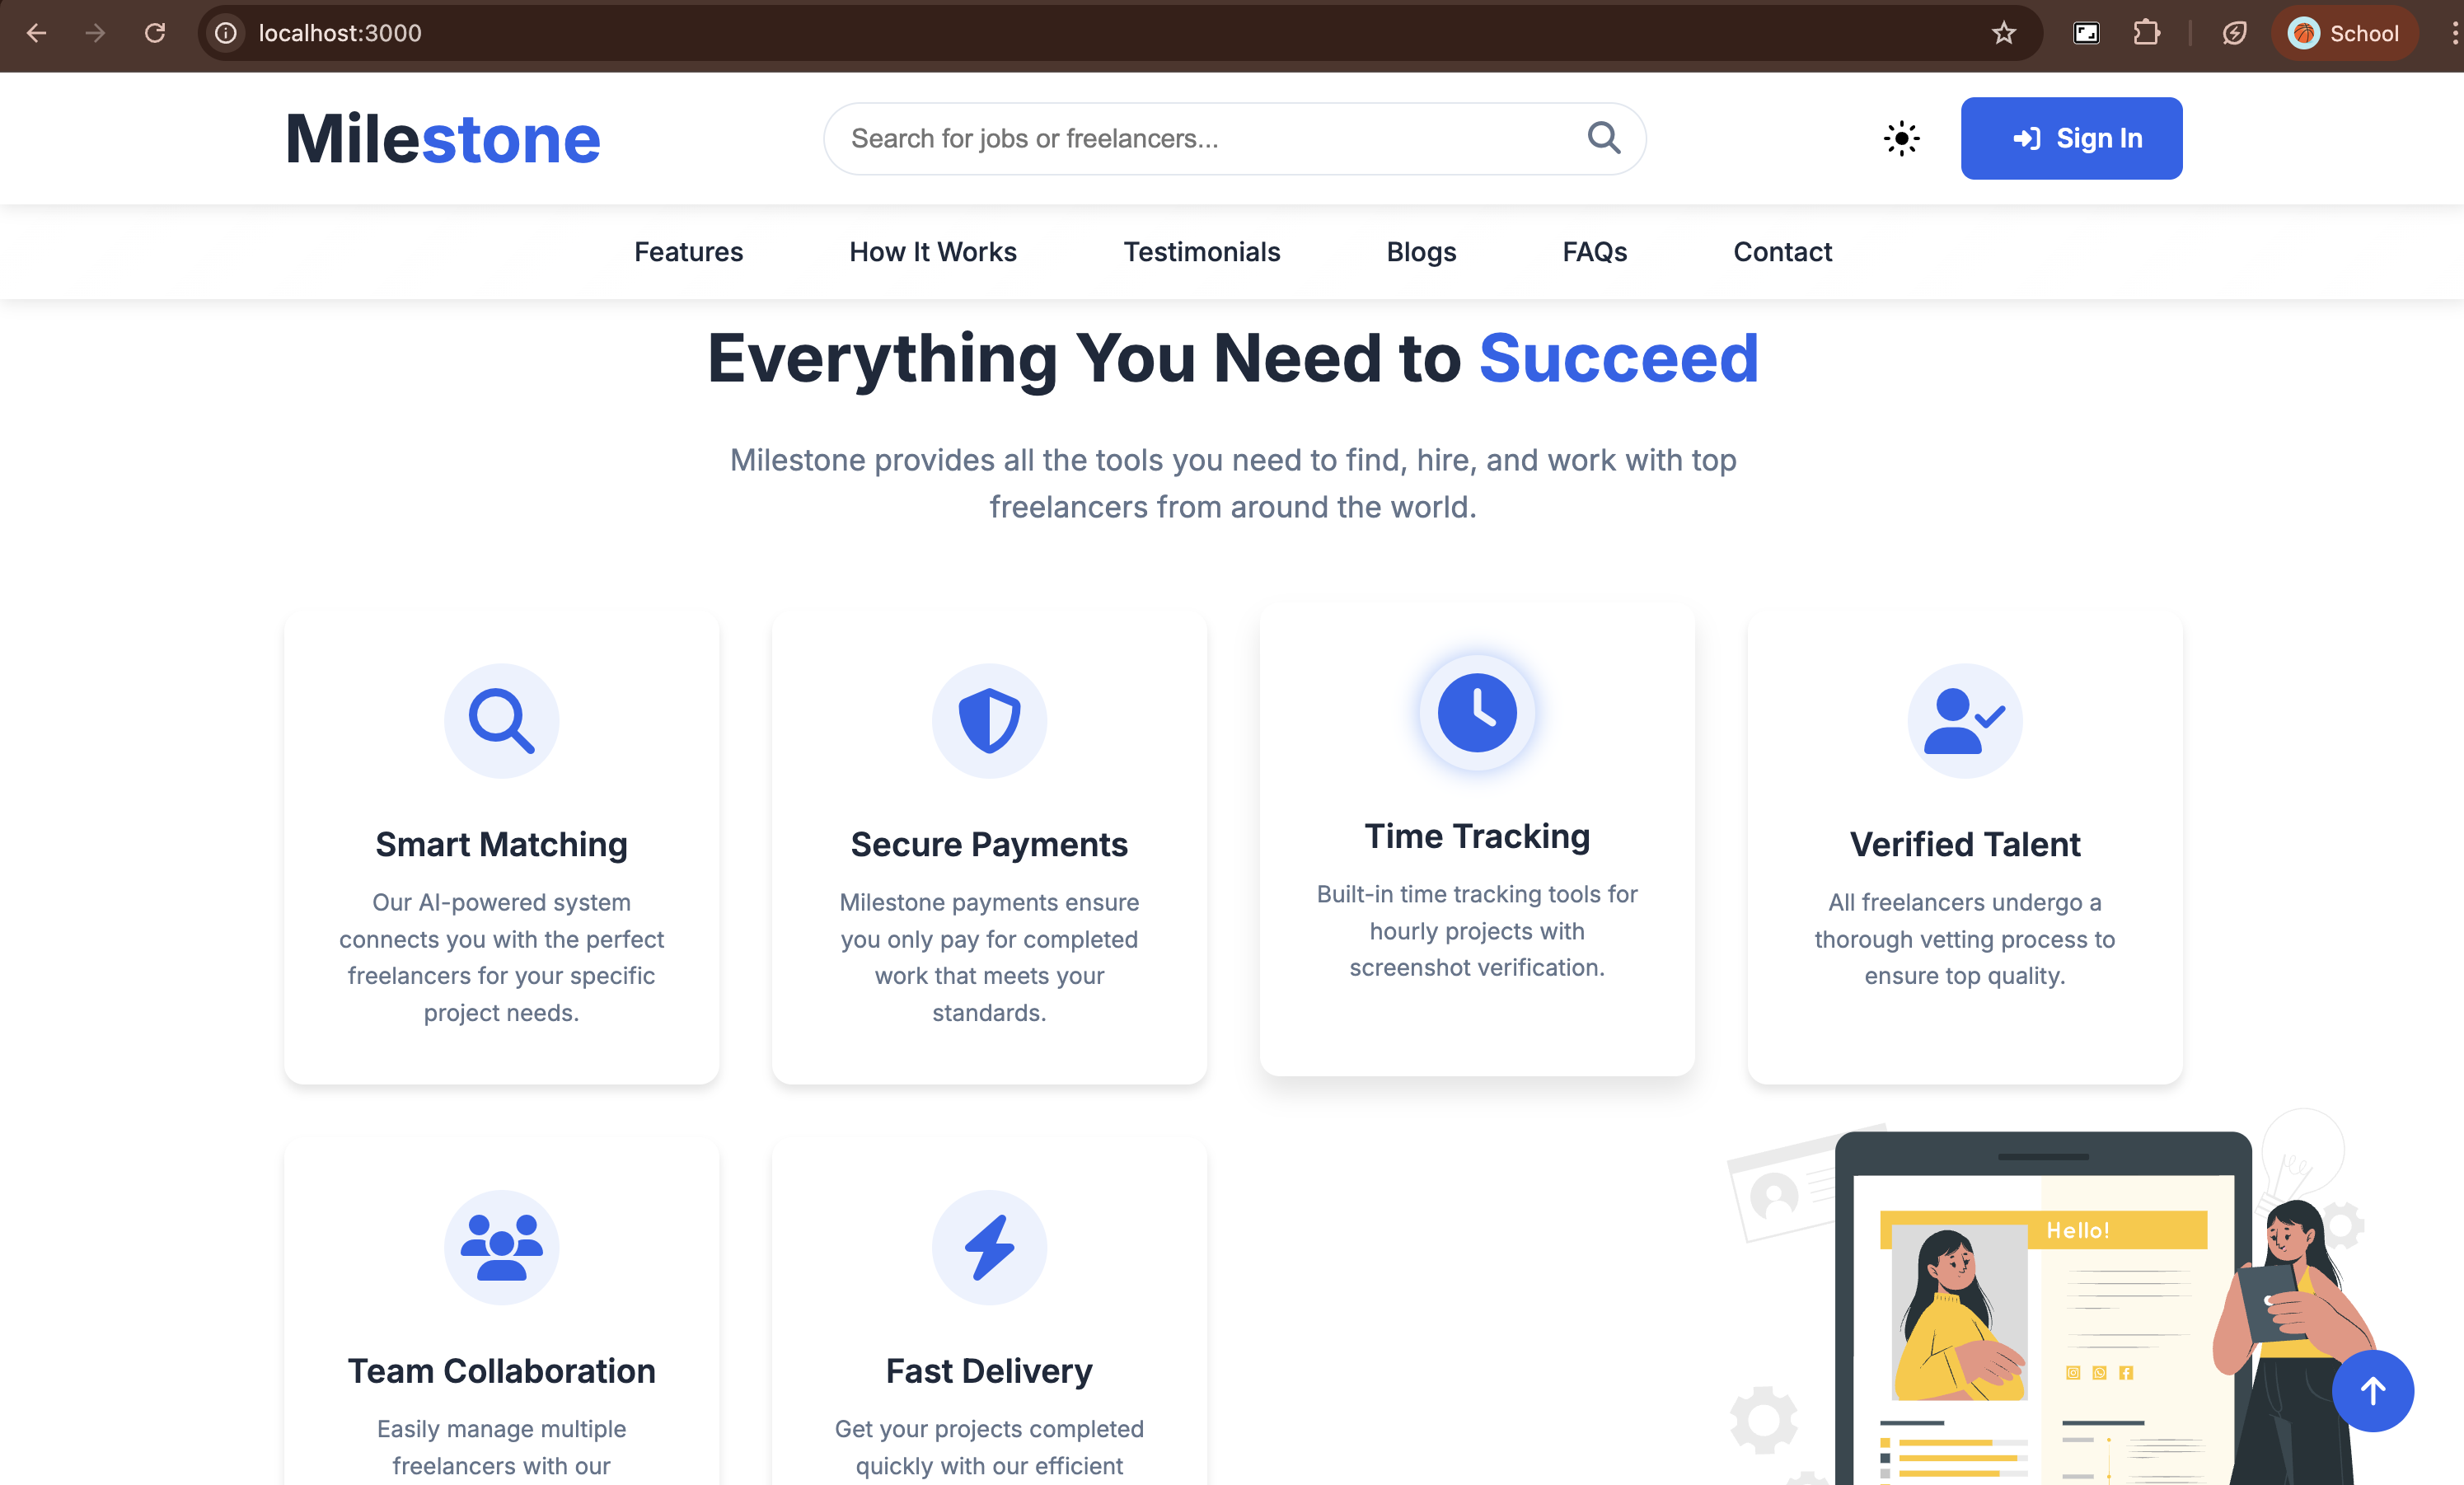 localhost:3000
School
Milestone
Search for jobs or freelancers...
Sign In
Features
How It Works
Testimonials
Blogs
FAQs
Contact
Everything You Need to Succeed
Milestone provides all the tools you need to find, hire, and work with top
freelancers from around the world.
Smart Matching
Our AI-powered system
connects you with the perfect
freelancers for your specific
project needs.
Secure Payments
Milestone payments ensure
you only pay for completed
work that meets your
standards.
Time Tracking
Built-in time tracking tools for
hourly projects with
screenshot verification.
Verified Talent
All freelancers undergo a
thorough vetting process to
ensure top quality.
Team Collaboration
Easily manage multiple
freelancers with our
Fast Delivery
Get your projects completed
quickly with our efficient
Hello!